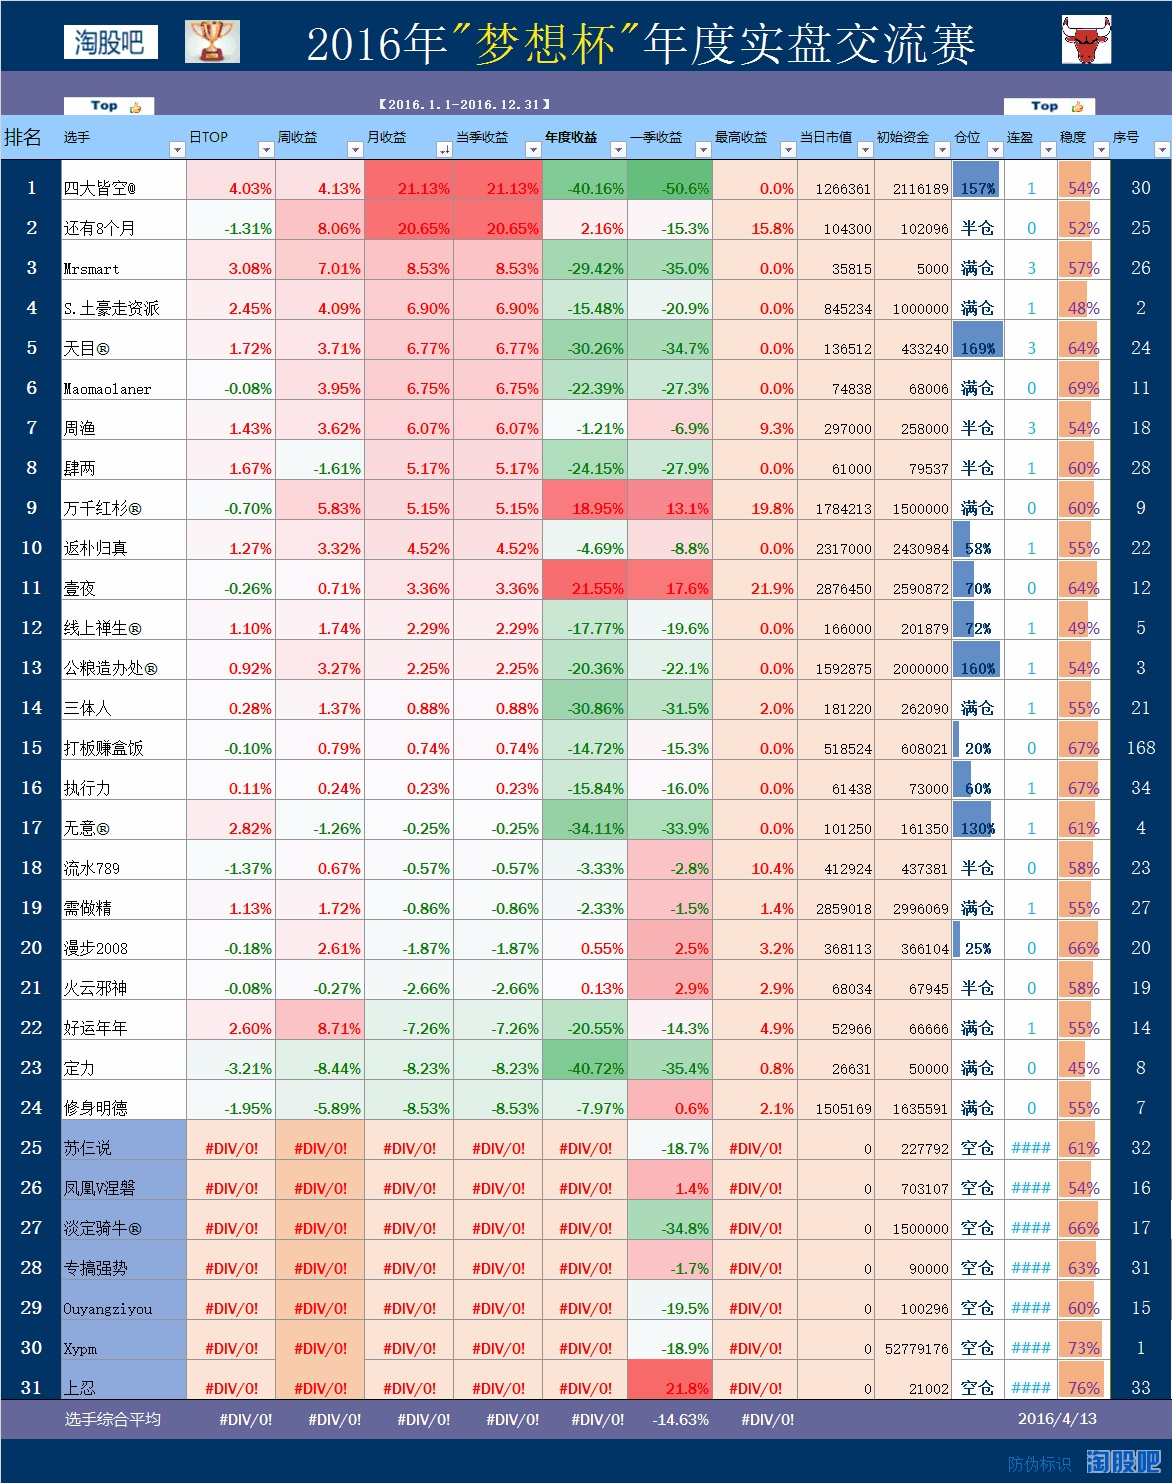 淘股吧 2016年"梦想杯"年度实盘交流赛
Top 【2016.1.1-2016.12.31】 Top
排名 选手 日TOP 周收益 月收益 当季收益 年度收益 一季收益 最高收益 当日市值 初始资金 仓位 连盈 稳度 序号
1 四大皆空@ 4.03% 4.13% 21.13% 21.13% -40.16% -50.6% 0.0% 1266361 2116189 157% 1 54% 30
2 还有8个月 -1.31% 8.06% 20.65% 20.65% 2.16% -15.3% 15.8% 104300 102096 半仓 0 52% 25
3 Mrsmart 3.08% 7.01% 8.53% 8.53% -29.42% -35.0% 0.0% 35815 5000 满仓 3 57% 26
4 S.土豪走资派 2.45% 4.09% 6.90% 6.90% -15.48% -20.9% 0.0% 845234 1000000 满仓 1 48% 2
5 天目® 1.72% 3.71% 6.77% 6.77% -30.26% -34.7% 0.0% 136512 433240 169% 3 64% 24
6 Maomaolaner -0.08% 3.95% 6.75% 6.75% -22.39% -27.3% 0.0% 74838 68006 满仓 0 69% 11
7 周渔 1.43% 3.62% 6.07% 6.07% -1.21% -6.9% 9.3% 297000 258000 半仓 3 54% 18
8 肆两 1.67% -1.61% 5.17% 5.17% -24.15% -27.9% 0.0% 61000 79537 半仓 1 60% 28
9 万千红杉® -0.70% 5.83% 5.15% 5.15% 18.95% 13.1% 19.8% 1784213 1500000 满仓 0 60% 9
10 返朴归真 1.27% 3.32% 4.52% 4.52% -4.69% -8.8% 0.0% 2317000 2430984 58% 1 55% 22
11 壹夜 -0.26% 0.71% 3.36% 3.36% 21.55% 17.6% 21.9% 2876450 2590872 70% 0 64% 12
12 线上禅生® 1.10% 1.74% 2.29% 2.29% -17.77% -19.6% 0.0% 166000 201879 72% 1 49% 5
13 公粮造办处® 0.92% 3.27% 2.25% 2.25% -20.36% -22.1% 0.0% 1592875 2000000 160% 1 54% 3
14 三体人 0.28% 1.37% 0.88% 0.88% -30.86% -31.5% 2.0% 181220 262090 满仓 1 55% 21
15 打板赚盒饭 -0.10% 0.79% 0.74% 0.74% -14.72% -15.3% 0.0% 518524 608021 20% 0 67% 168
16 执行力 0.11% 0.24% 0.23% 0.23% -15.84% -16.0% 0.0% 61438 73000 60% 1 67% 34
17 无意® 2.82% -1.26% -0.25% -0.25% -34.11% -33.9% 0.0% 101250 161350 130% 1 61% 4
18 流水789 -1.37% 0.67% -0.57% -0.57% -3.33% -2.8% 10.4% 412924 437381 半仓 0 58% 23
19 需做精 1.13% 1.72% -0.86% -0.86% -2.33% -1.5% 1.4% 2859018 2996069 满仓 1 55% 27
20 漫步2008 -0.18% 2.61% -1.87% -1.87% 0.55% 2.5% 3.2% 368113 366104 25% 0 66% 20
21 火云邪神 -0.08% -0.27% -2.66% -2.66% 0.13% 2.9% 2.9% 68034 67945 半仓 0 58% 19
22 好运年年 2.60% 8.71% -7.26% -7.26% -20.55% -14.3% 4.9% 52966 66666 满仓 1 55% 14
23 定力 -3.21% -8.44% -8.23% -8.23% -40.72% -35.4% 0.8% 26631 50000 满仓 0 45% 8
24 修身明德 -1.95% -5.89% -8.53% -8.53% -7.97% 0.6% 2.1% 1505169 1635591 满仓 0 55% 7
25 苏仨说 #DIV/0! #DIV/0! #DIV/0! #DIV/0! #DIV/0! -18.7% #DIV/0! 0 227792 空仓 #### 61% 32
26 凤凰V涅磐 #DIV/0! #DIV/0! #DIV/0! #DIV/0! #DIV/0! 1.4% #DIV/0! 0 703107 空仓 #### 54% 16
27 淡定骑牛® #DIV/0! #DIV/0! #DIV/0! #DIV/0! #DIV/0! -34.8% #DIV/0! 0 1500000 空仓 #### 66% 17
28 专搞强势 #DIV/0! #DIV/0! #DIV/0! #DIV/0! #DIV/0! -1.7% #DIV/0! 0 90000 空仓 #### 63% 31
29 Ouyangziyou #DIV/0! #DIV/0! #DIV/0! #DIV/0! #DIV/0! -19.5% #DIV/0! 0 100296 空仓 #### 60% 15
30 Xypm #DIV/0! #DIV/0! #DIV/0! #DIV/0! #DIV/0! -18.9% #DIV/0! 0 52779176 空仓 #### 73% 1
31 上忍 #DIV/0! #DIV/0! #DIV/0! #DIV/0! #DIV/0! 21.8% #DIV/0! 0 21002 空仓 #### 76% 33
选手综合平均 #DIV/0! #DIV/0! #DIV/0! #DIV/0! #DIV/0! -14.63% #DIV/0! 2016/4/13
防伪标识 淘股吧